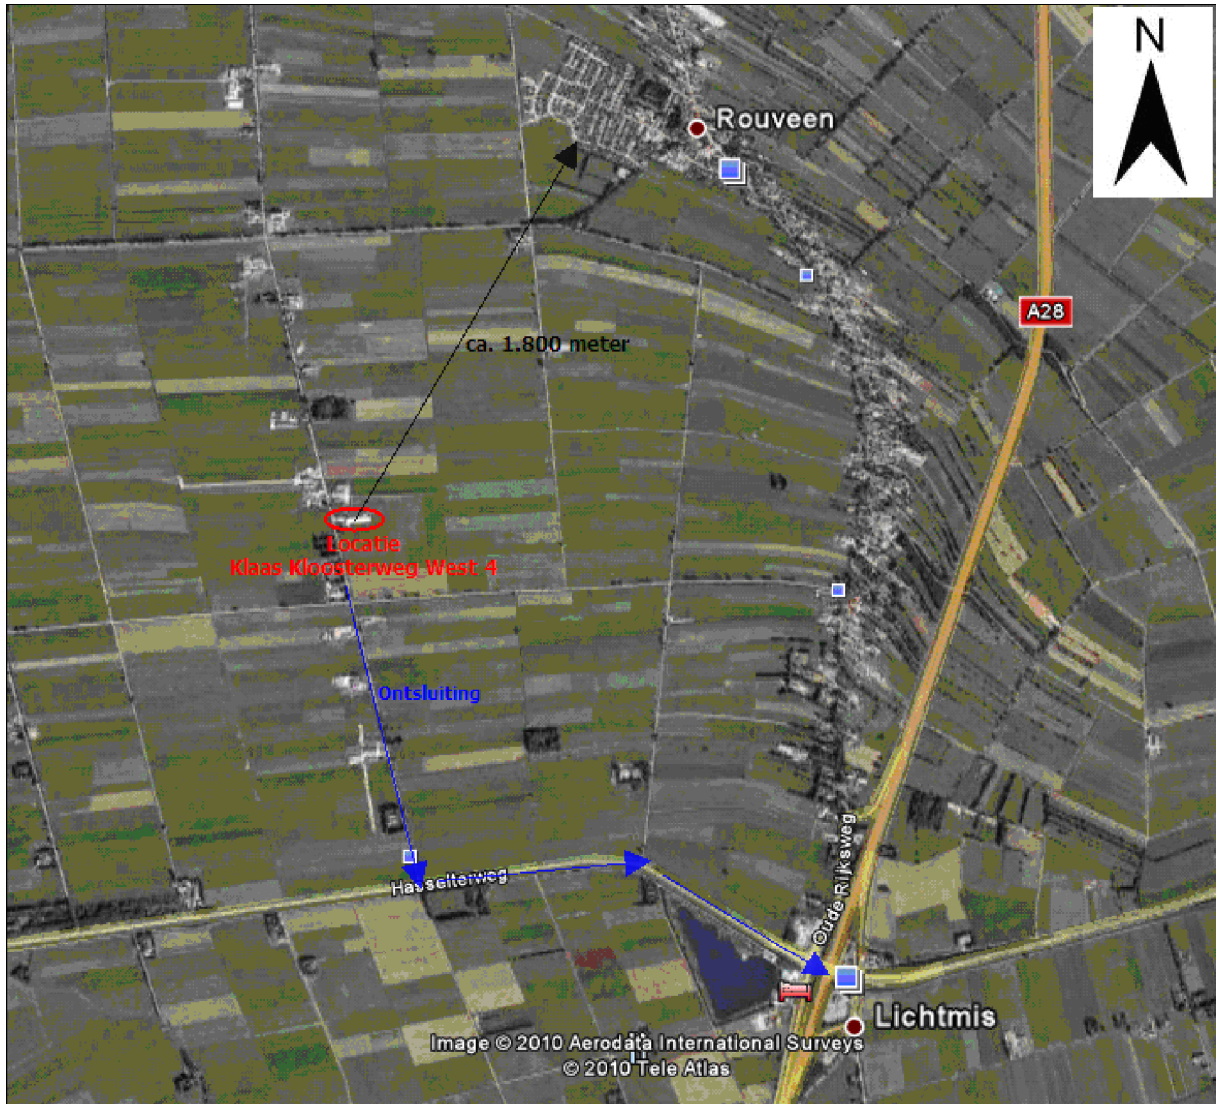 N
Rouveen
A28
ca. 1.800 meter
Locatie
Klaas Kloosterweg West 4
Ontsluiting
Oude Rijksweg
Hasselterweg
Lichtmis
Image © 2010 Aerodata International Surveys
© 2010 Tele Atlas